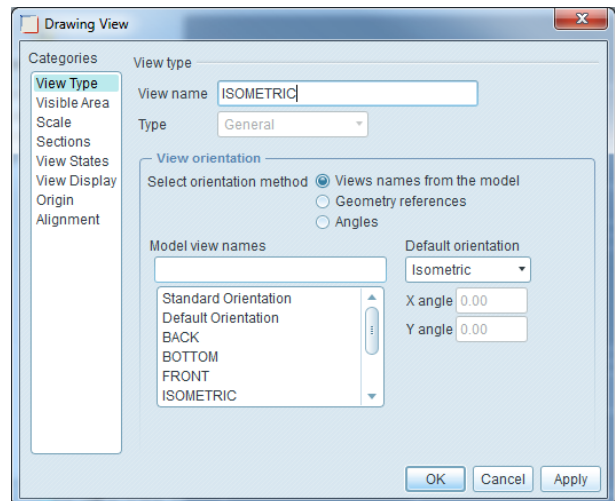 Drawing View
Categories
View Type
Visible Area
Scale
Sections
View States
View Display
Origin
Alignment
View type
View name ISOMETRIC
Type General
View orientation
Select orientation method Views names from the model
Geometry references
Angles
Model view names
Standard Orientation
Default Orientation
BACK
BOTTOM
FRONT
ISOMETRIC
Default orientation
Isometric
X angle 0.00
Y angle 0.00
OK Cancel Apply